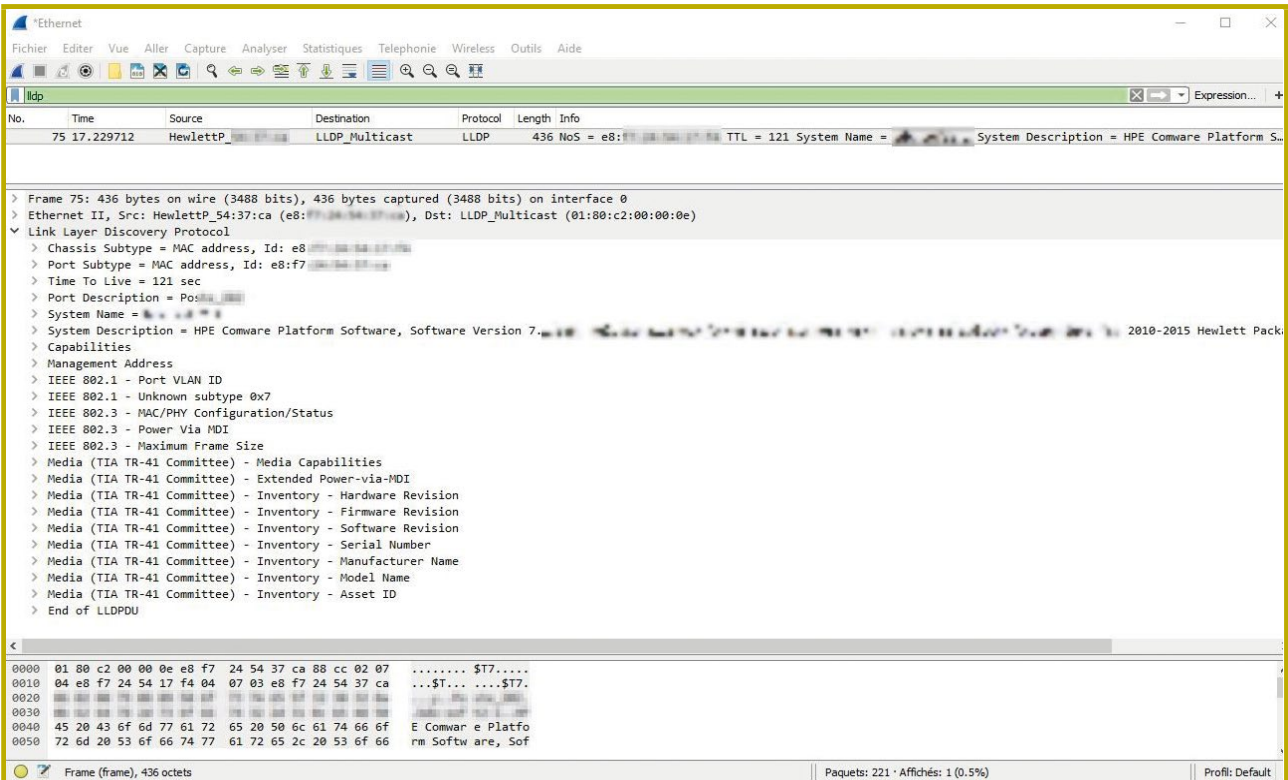 *Ethernet
Fichier Editer Vue Aller Capture Analyser Statistiques Telephonie Wireless Outils Aide
lldp
Expression... +
No. Time Source Destination Protocol Length Info
75 17.229712 HewlettP_ LLDP_Multicast LLDP 436 NoS = e8: TTL = 121 System Name = System Description = HPE Comware Platform S...
Frame 75: 436 bytes on wire (3488 bits), 436 bytes captured (3488 bits) on interface 0
Ethernet II, Src: HewlettP_54:37:ca (e8: ), Dst: LLDP_Multicast (01:80:c2:00:00:0e)
Link Layer Discovery Protocol
Chassis Subtype = MAC address, Id: e8
Port Subtype = MAC address, Id: e8:f7
Time To Live = 121 sec
Port Description =
System Name =
System Description = HPE Comware Platform Software, Software Version 7. 2010-2015 Hewlett Packa
Capabilities
Management Address
IEEE 802.1 - Port VLAN ID
IEEE 802.1 - Unknown subtype 0x7
IEEE 802.3 - MAC/PHY Configuration/Status
IEEE 802.3 - Power Via MDI
IEEE 802.3 - Maximum Frame Size
Media (TIA TR-41 Committee) - Media Capabilities
Media (TIA TR-41 Committee) - Extended Power-via-MDI
Media (TIA TR-41 Committee) - Inventory - Hardware Revision
Media (TIA TR-41 Committee) - Inventory - Firmware Revision
Media (TIA TR-41 Committee) - Inventory - Software Revision
Media (TIA TR-41 Committee) - Inventory - Serial Number
Media (TIA TR-41 Committee) - Inventory - Manufacturer Name
Media (TIA TR-41 Committee) - Inventory - Model Name
Media (TIA TR-41 Committee) - Inventory - Asset ID
End of LLDPDU
0000 01 80 c2 00 00 0e e8 f7 24 54 37 ca 88 cc 02 07 ........ $T7.....
0010 04 e8 f7 24 54 17 f4 04 07 03 e8 f7 24 54 37 ca ...$T... ....$T7.
0020
0030
0040 45 20 43 6f 6d 77 61 72 65 20 50 6c 61 74 66 6f E Comwar e Platfo
0050 72 6d 20 53 6f 66 74 77 61 72 65 2c 20 53 6f 66 rm Softw are, Sof
Frame (frame), 436 octets Paquets: 221 · Affichés: 1 (0.5%) Profil: Default